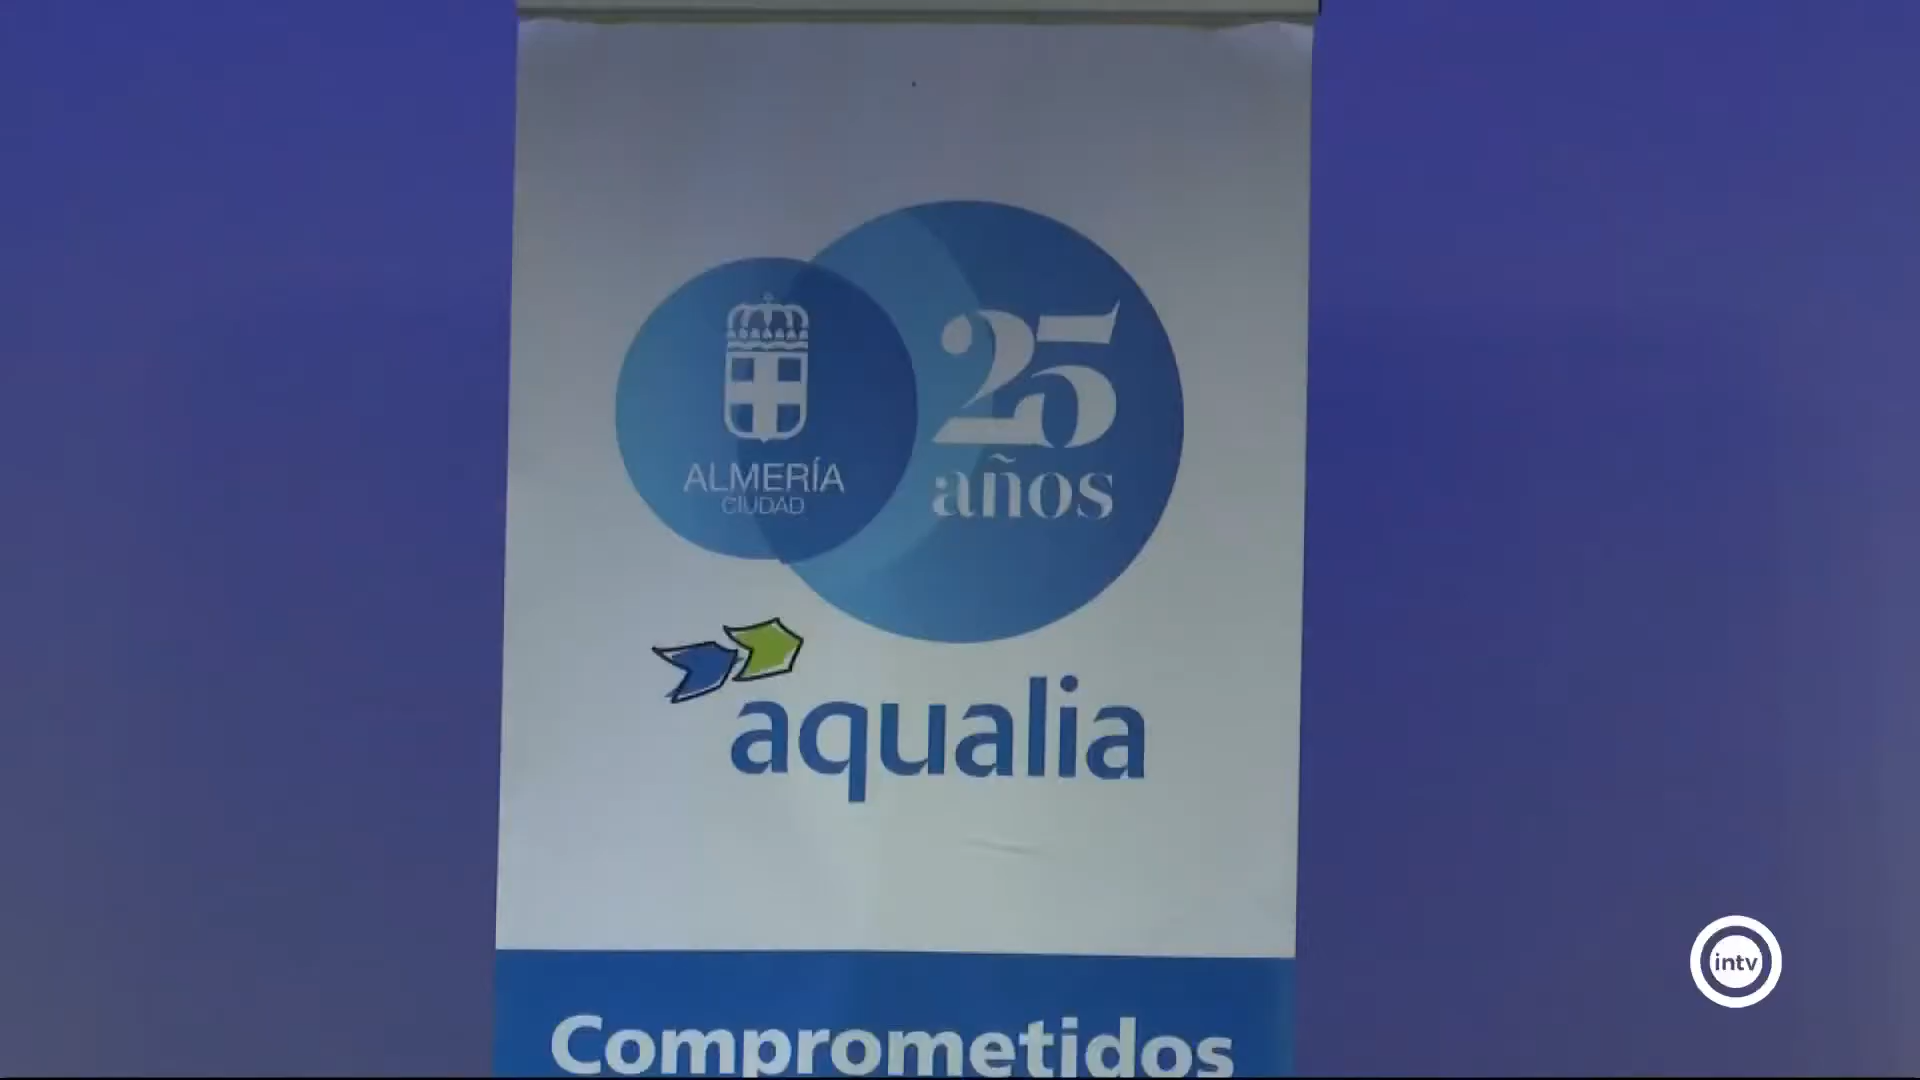 25
ALMERÍA
CIUDAD
años
aqualia
Comprometidos
intv